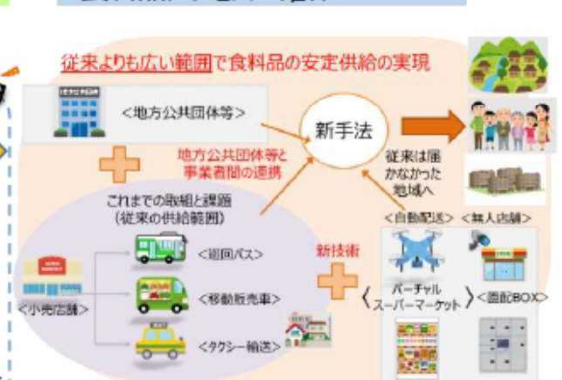 従来よりも広い範囲で食料品の安定供給の実現
<地方公共団体等>
新手法
地方公共団体等と
事業者間の連携
従来は届
かなかった
地域へ
これまでの取組と課題
(従来の供給範囲)
<自動配送>
<無人店舗>
<巡回バス>
新技術
<小売店舗>
<移動販売車>
〈バーチャル
スーパーマーケット〉
<宅配BOX>
<タクシー輸送>